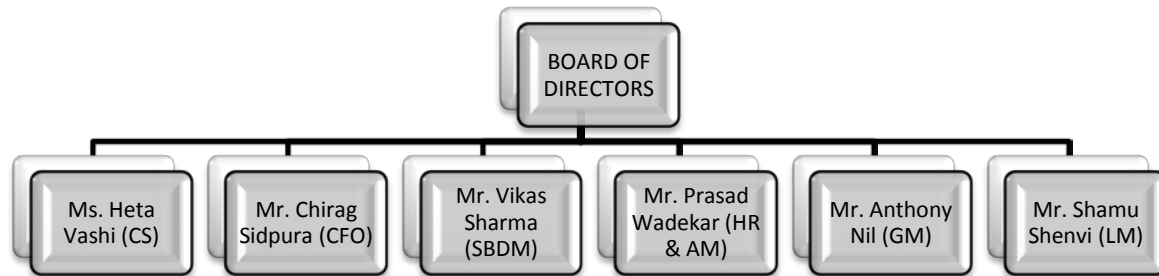 BOARD OF
DIRECTORS
Ms. Heta
Vashi (CS)
Mr. Chirag
Sidpura (CFO)
Mr. Vikas
Sharma
(SBDM)
Mr. Prasad
Wadekar (HR
& AM)
Mr. Anthony
Nil (GM)
Mr. Shamu
Shenvi (LM)